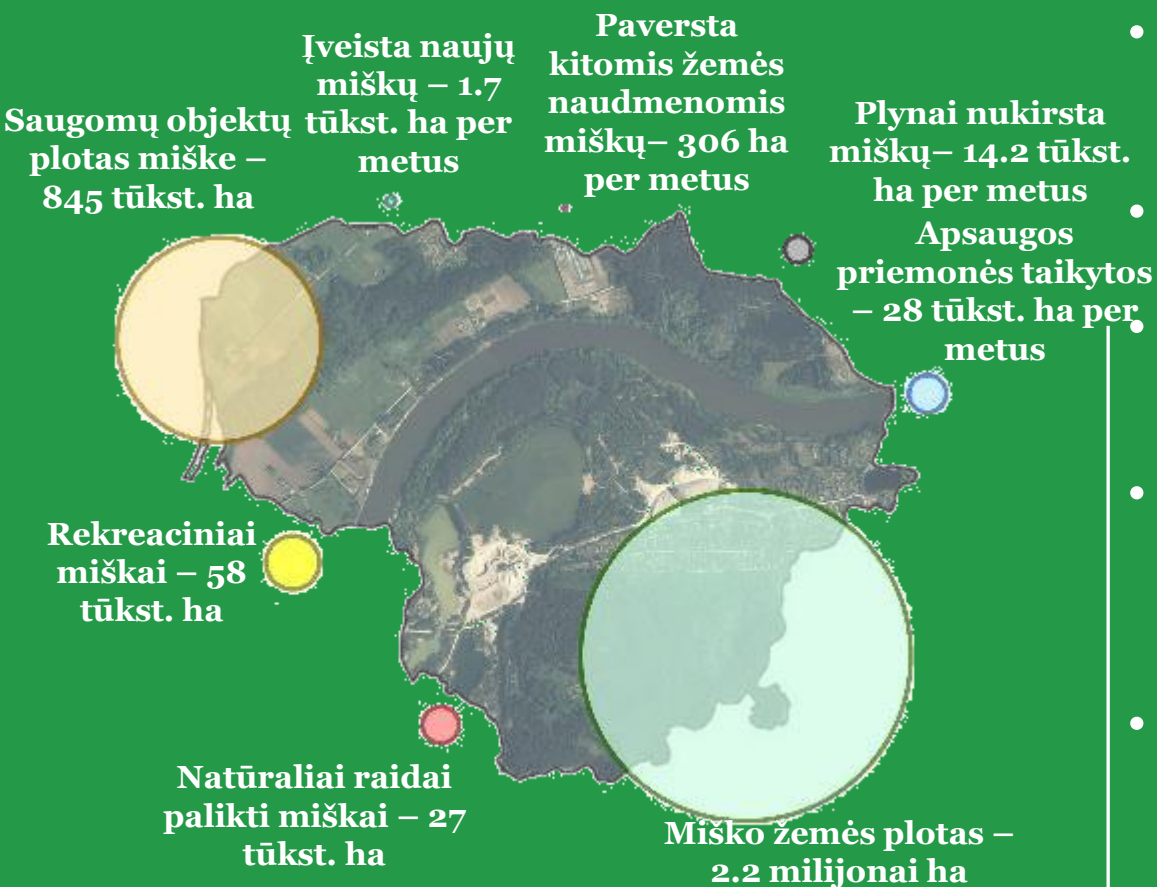 Saugomų objektų
plotas miške –
845 tūkst. ha
Įveista naujų
miškų – 1.7
tūkst. ha per
metus
Paversta
kitomis žemės
naudmenomis
miškų– 306 ha
per metus
Plynai nukirsta
miškų– 14.2 tūkst.
ha per metus
Apsaugos
priemonės taikytos
– 28 tūkst. ha per
metus
Rekreaciniai
miškai – 58
tūkst. ha
Natūraliai raidai
palikti miškai – 27
tūkst. ha
Miško žemės plotas –
2.2 milijonai ha